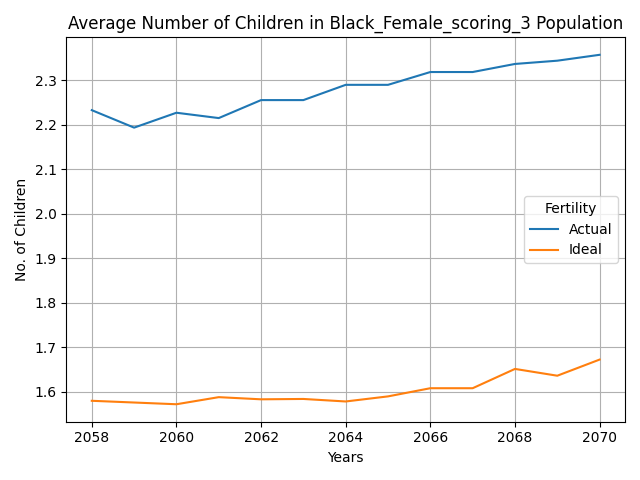 Average Number of Children in Black_Female_scoring_3 Population
No. of Children
2.3
2.2
2.1
2.0
1.9
1.8
1.7
1.6
Fertility
Actual
Ideal
2058 2060 2062 2064 2066 2068 2070
Years